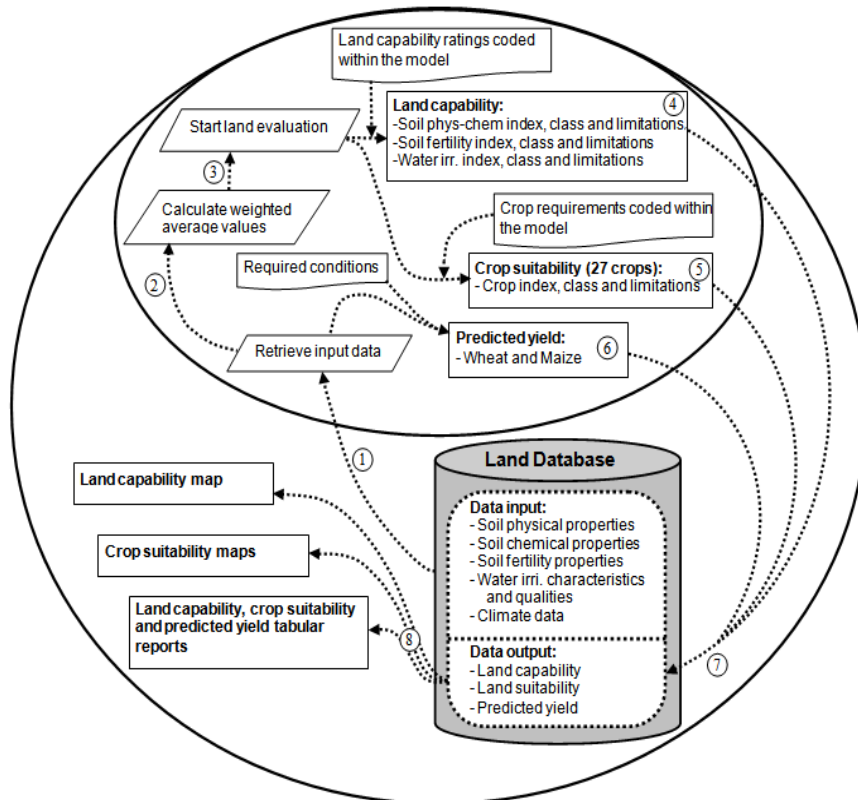 Land capability ratings coded
within the model
Land capability:
-Soil phys-chem index, class and limitations.
-Soil fertility index, class and limitations
-Water irr. index, class and limitations
4
Start land evaluation
3
Calculate weighted
average values
Crop requirements coded within
the model
Required conditions
Crop suitability (27 crops):
- Crop index, class and limitations
5
2
Predicted yield:
- Wheat and Maize
6
Retrieve input data
1
Land Database
Land capability map
Data input:
- Soil physical properties
- Soil chemical properties
- Soil fertility properties
- Water irri. characteristics
and qualities
- Climate data
Crop suitability maps
Land capability, crop suitability
and predicted yield tabular
reports
8
Data output:
- Land capability
- Land suitability
- Predicted yield
7